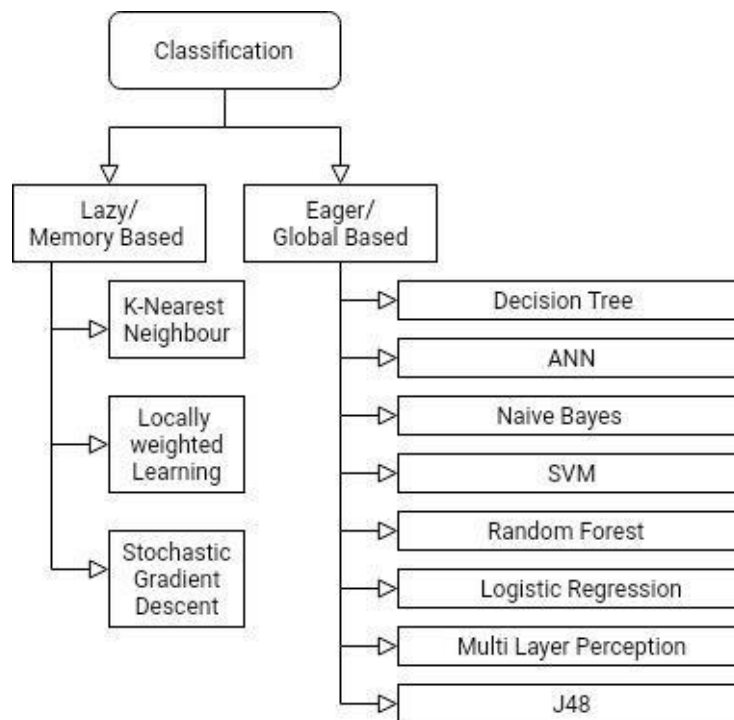 Classification
Lazy/
Memory Based
Eager/
Global Based
K-Nearest
Neighbour
Locally
weighted
Learning
Stochastic
Gradient
Descent
Decision Tree
ANN
Naive Bayes
SVM
Random Forest
Logistic Regression
Multi Layer Perception
J48